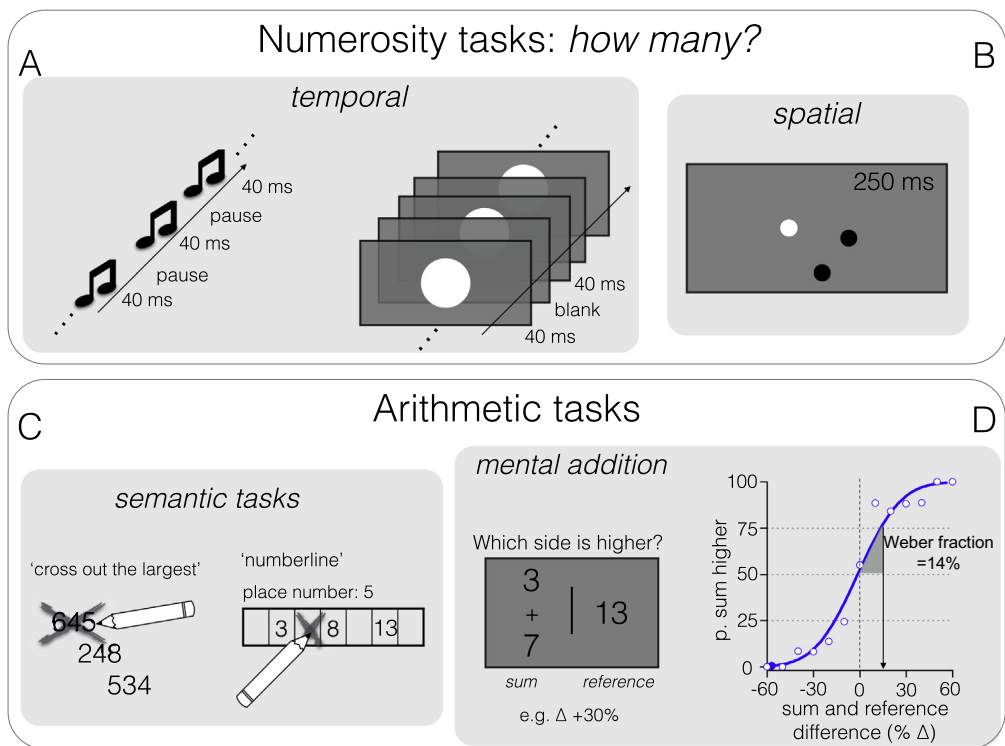 Numerosity tasks: how many?
A
B
temporal
spatial
40 ms
pause
40 ms
pause
40 ms
40 ms
blank
40 ms
250 ms
Arithmetic tasks
C
D
semantic tasks
'cross out the largest'
645
248
534
'numberline'
place number: 5
3 8 13
mental addition
Which side is higher?
3
+
7
13
sum
reference
e.g. Δ +30%
p. sum higher
100
75
50
25
0
Weber fraction
=14%
-60 -30 0 30 60
sum and reference
difference (% Δ)